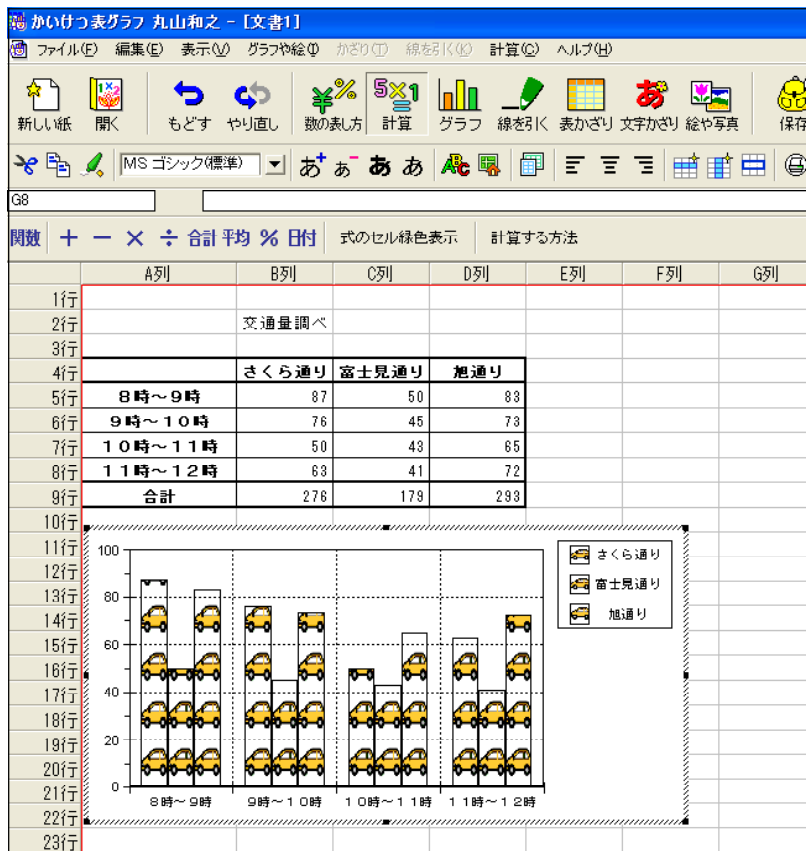 かいけつ表グラフ 丸山和之 - [文書1]
ファイル(F) 編集(E) 表示(V) グラフや絵(I) かざり(T) 線を引く(K) 計算(C) ヘルプ(H)
新しい紙 開く もどす やり直し 数の表し方 計算 グラフ 線を引く 表かざり 文字かざり 絵や写真 保存
MS ゴシック(標準) あ+ あ- あ あ ABC
G8
関数 + - × ÷ 合計 平均 % 日付 式のセル緑色表示 計算する方法
A列 B列 C列 D列 E列 F列 G列
1行
2行 交通量調べ
3行
4行 さくら通り 富士見通り 旭通り
5行 8時～9時 87 50 83
6行 9時～10時 76 45 73
7行 10時～11時 50 43 65
8行 11時～12時 63 41 72
9行 合計 276 179 293
10行
11行 100 さくら通り
12行
13行 80 富士見通り
14行 旭通り
15行 60
16行
17行 40
18行
19行 20
20行
21行 0
22行 8時～9時 9時～10時 10時～11時 11時～12時
23行